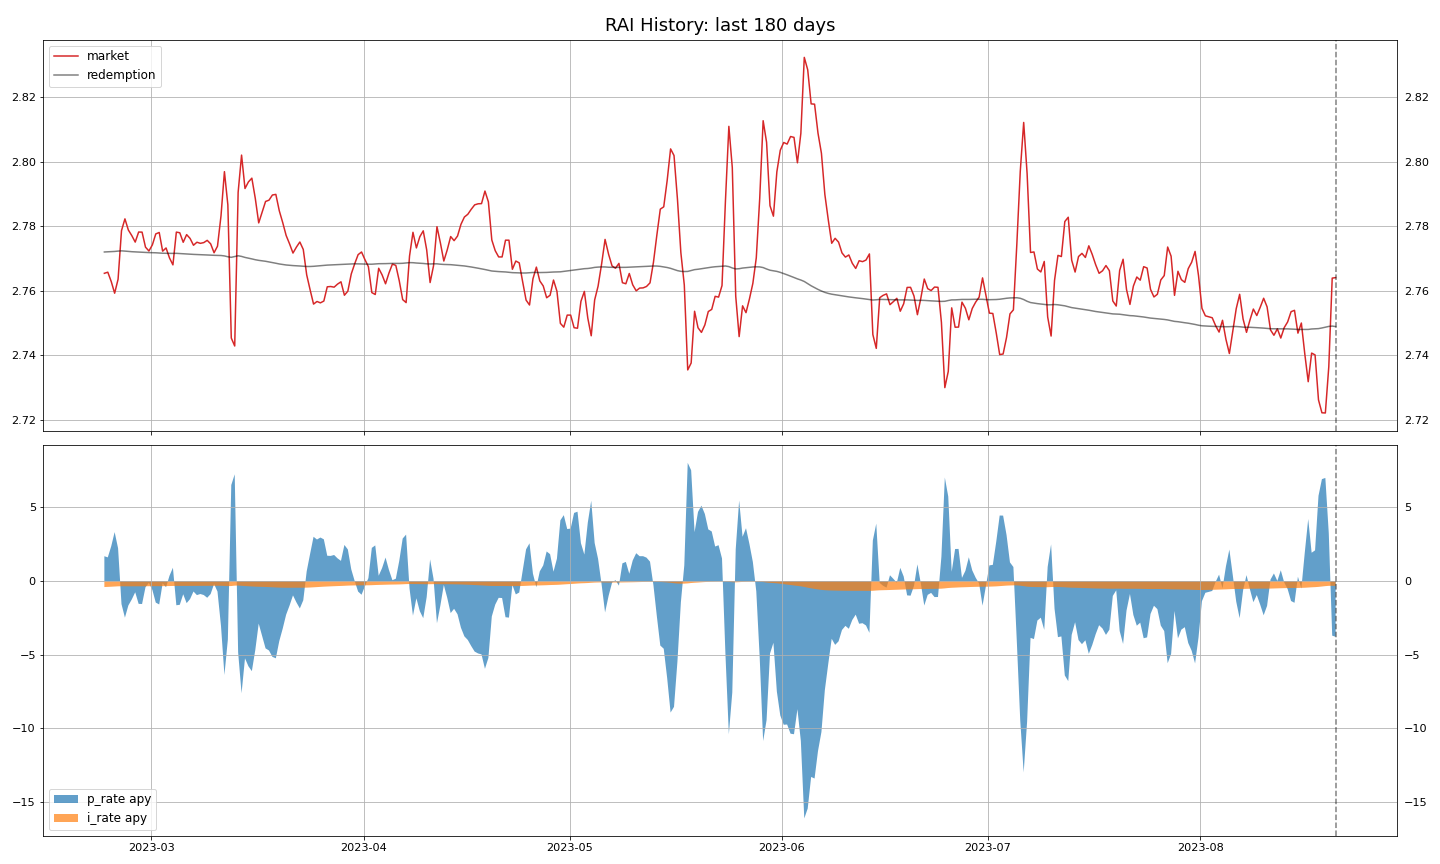 RAI History: last 180 days
market
redemption
2.82 2.82
2.80 2.80
2.78 2.78
2.76 2.76
2.74 2.74
2.72 2.72
5 5
0 0
−5 −5
−10 −10
p_rate apy
−15 −15
i_rate apy
2023-03 2023-04 2023-05 2023-06 2023-07 2023-08